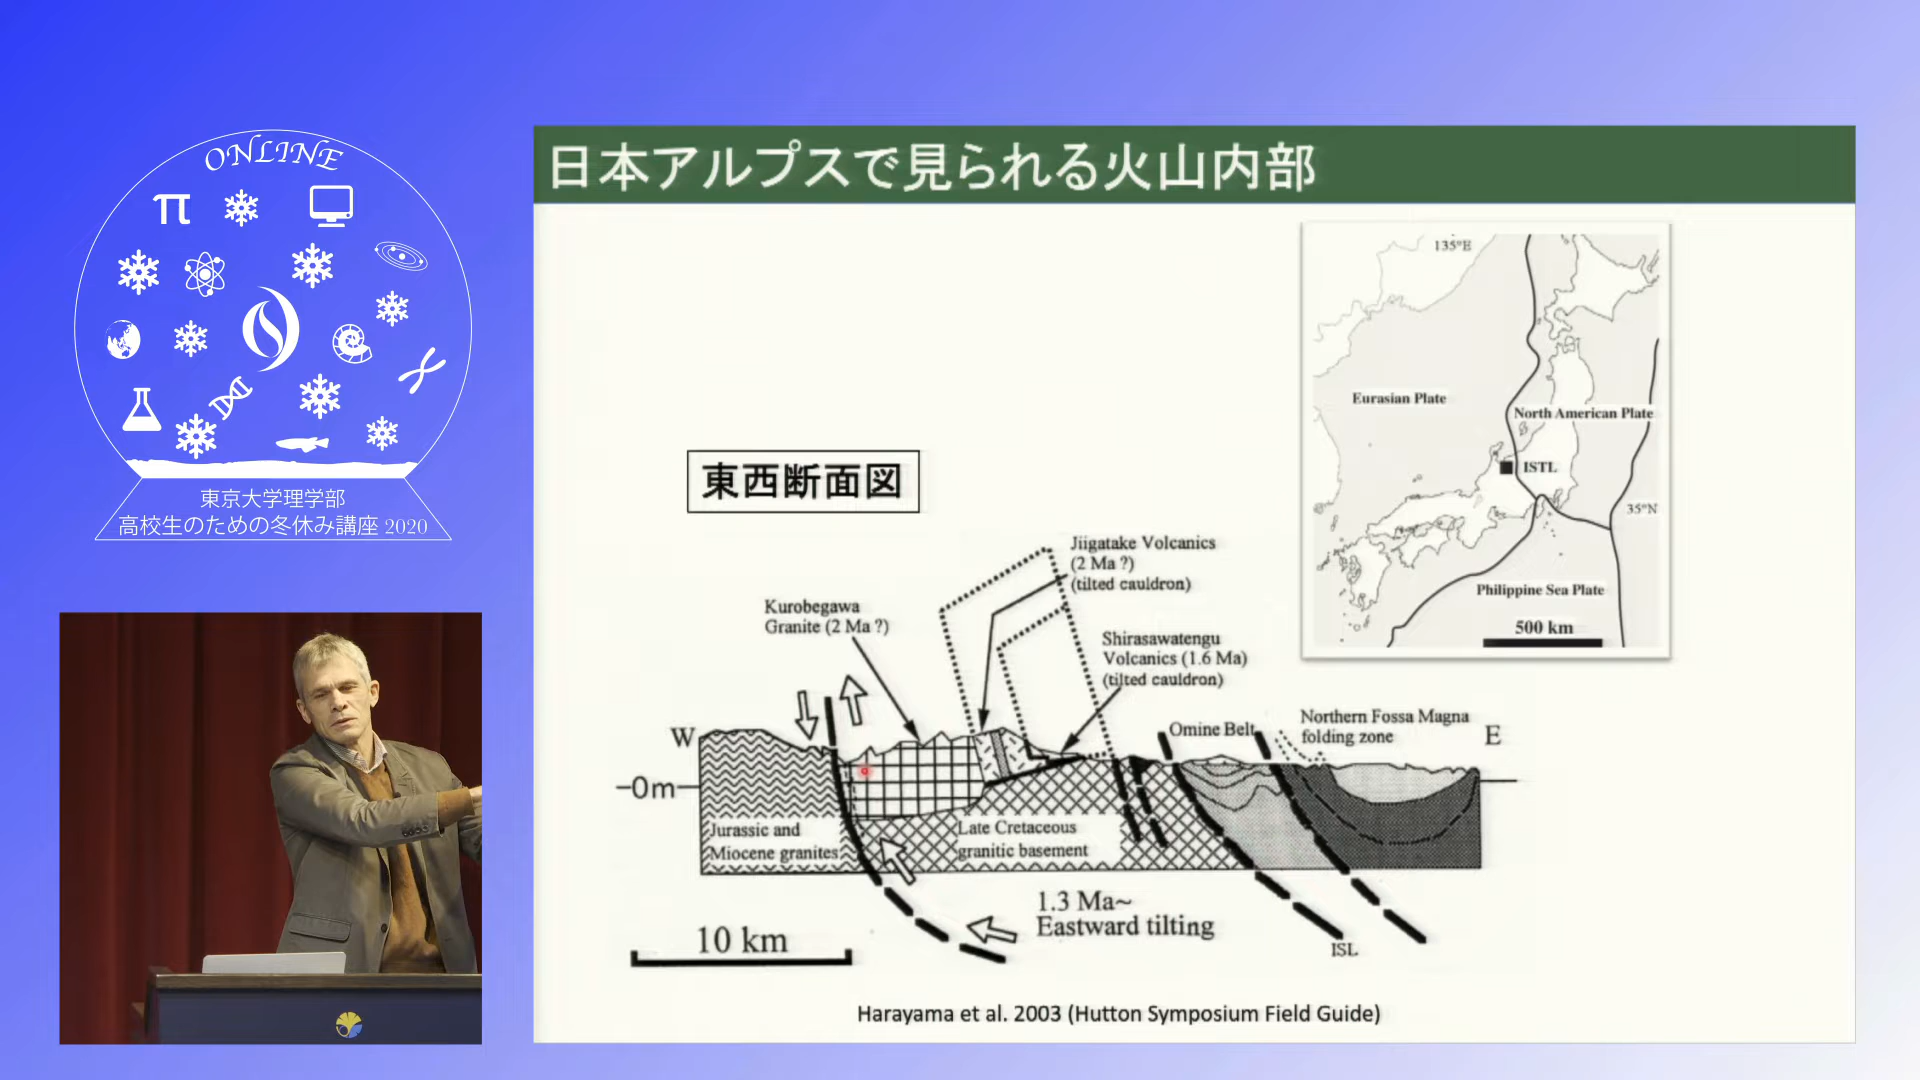 ONLINE
π
東京大学理学部
高校生のための冬休み講座 2020
日本アルプスで見られる火山内部
135°E
Eurasian Plate
North American Plate
ISTL
35°N
Philippine Sea Plate
500 km
東西断面図
Jiigatake Volcanics
(2 Ma ?)
(tilted cauldron)
Kurobegawa
Granite (2 Ma ?)
Shirasawatengu
Volcanics (1.6 Ma)
(tilted cauldron)
W
Omine Belt
Northern Fossa Magna
folding zone
E
0m
Jurassic and
Miocene granites
Late Cretaceous
granitic basement
1.3 Ma~
Eastward tilting
10 km
ISL
Harayama et al. 2003 (Hutton Symposium Field Guide)